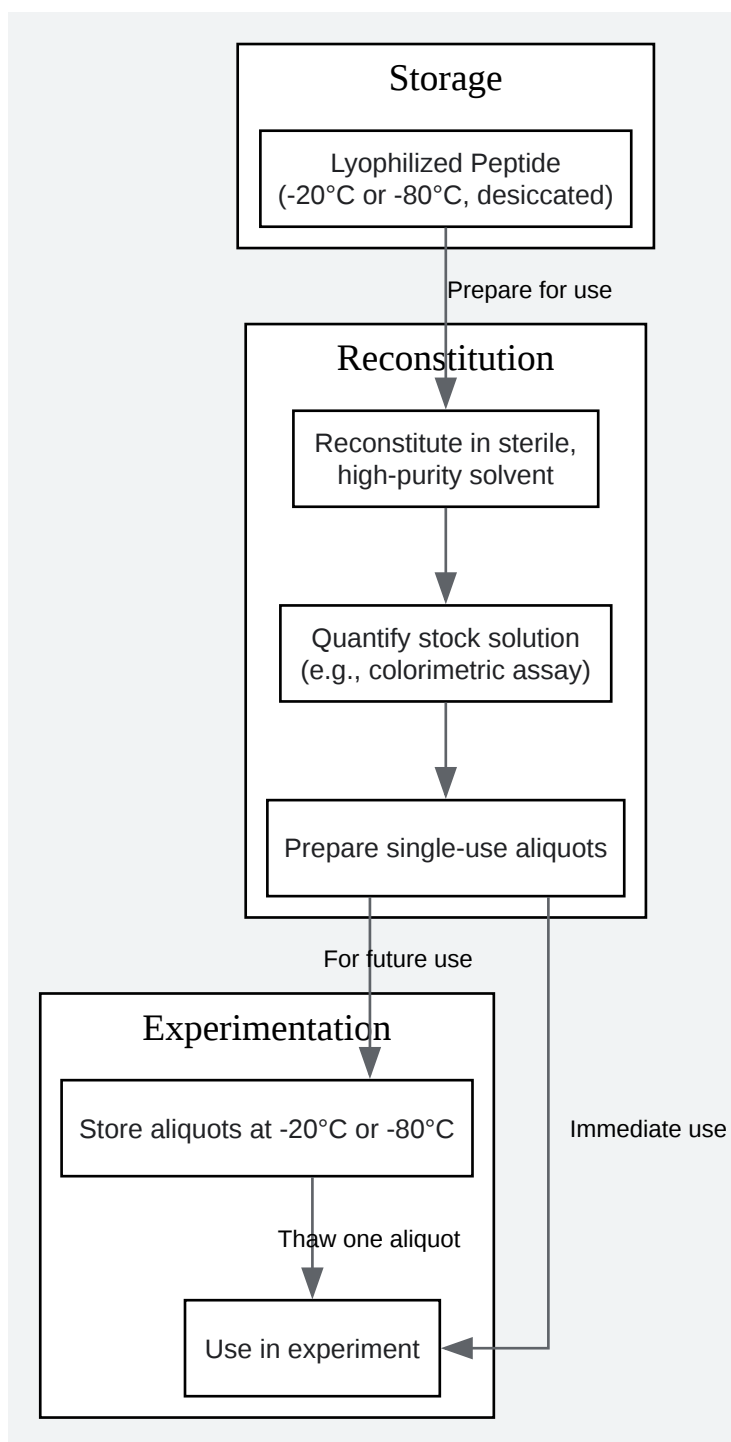 Storage
Lyophilized Peptide
(-20°C or -80°C, desiccated)
Prepare for use
Reconstitution
Reconstitute in sterile,
high-purity solvent
Quantify stock solution
(e.g., colorimetric assay)
Prepare single-use aliquots
For future use
Experimentation
Store aliquots at -20°C or -80°C
Immediate use
Thaw one aliquot
Use in experiment